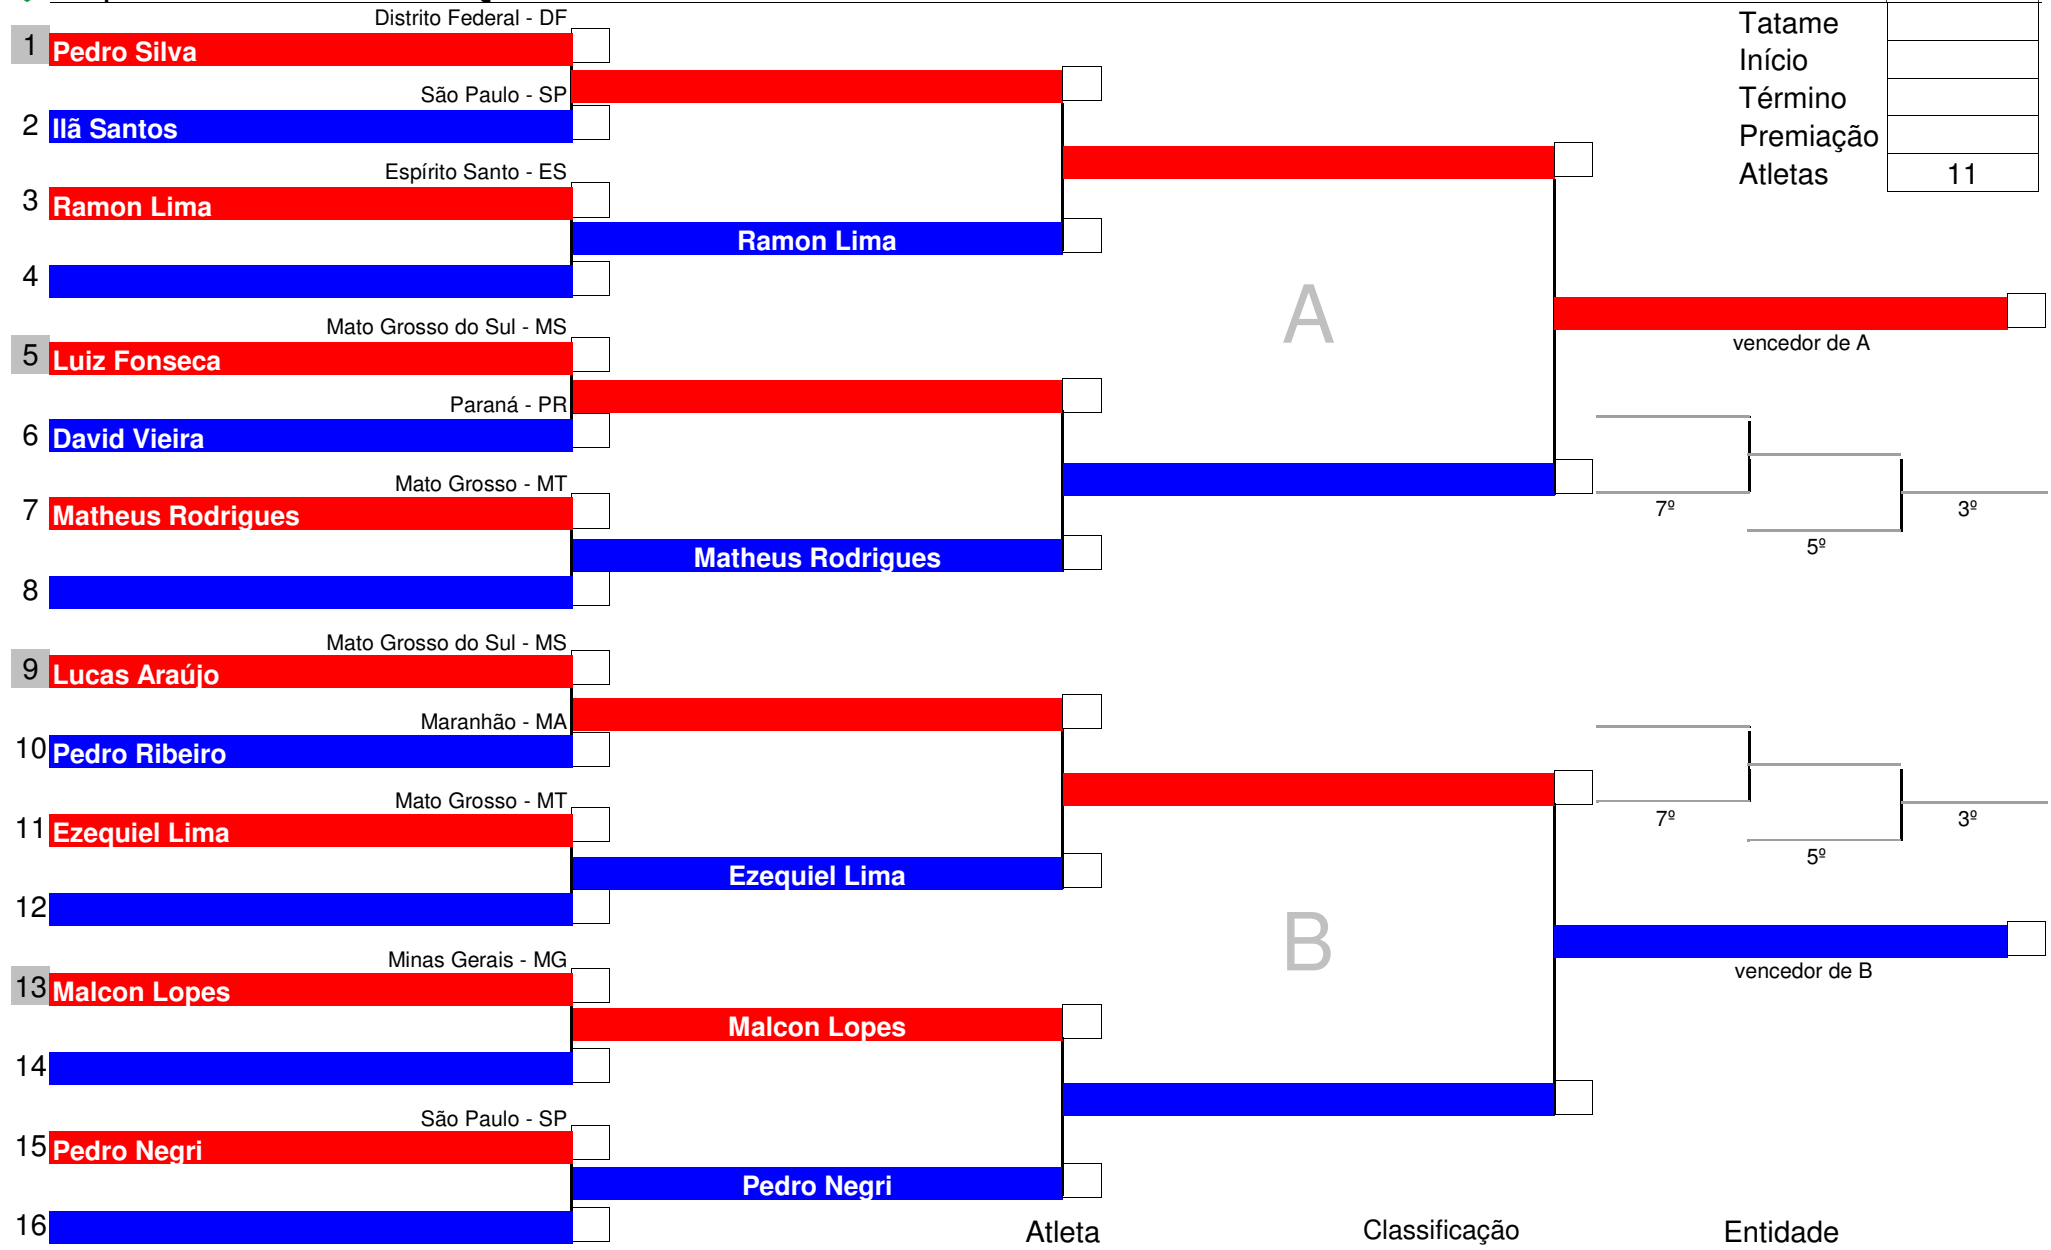 Distrito Federal - DF
1 Pedro Silva
São Paulo - SP
2 Ilã Santos
Espírito Santo - ES
3 Ramon Lima
Ramon Lima
4
Mato Grosso do Sul - MS
5 Luiz Fonseca
Paraná - PR
6 David Vieira
Mato Grosso - MT
7 Matheus Rodrigues
Matheus Rodrigues
8
Mato Grosso do Sul - MS
9 Lucas Araújo
Maranhão - MA
10 Pedro Ribeiro
Mato Grosso - MT
11 Ezequiel Lima
Ezequiel Lima
12
Minas Gerais - MG
13 Malcon Lopes
Malcon Lopes
14
São Paulo - SP
15 Pedro Negri
Pedro Negri
16
A
B
Tatame
Início
Término
Premiação
Atletas 11
vencedor de A
7º
3º
5º
7º
3º
5º
vencedor de B
Atleta Classificação Entidade